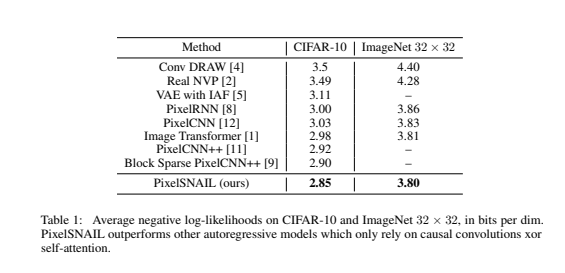 Method | CIFAR-10 | ImageNet 32 × 32
Conv DRAW [4] 3.5 4.40
Real NVP [2] 3.49 4.28
VAE with IAF [5] 3.11 –
PixelRNN [8] 3.00 3.86
PixelCNN [12] 3.03 3.83
Image Transformer [1] 2.98 3.81
PixelCNN++ [11] 2.92 –
Block Sparse PixelCNN++ [9] 2.90 –
PixelSNAIL (ours) 2.85 3.80
Table 1: Average negative log-likelihoods on CIFAR-10 and ImageNet 32 × 32, in bits per dim.
PixelSNAIL outperforms other autoregressive models which only rely on causal convolutions xor
self-attention.